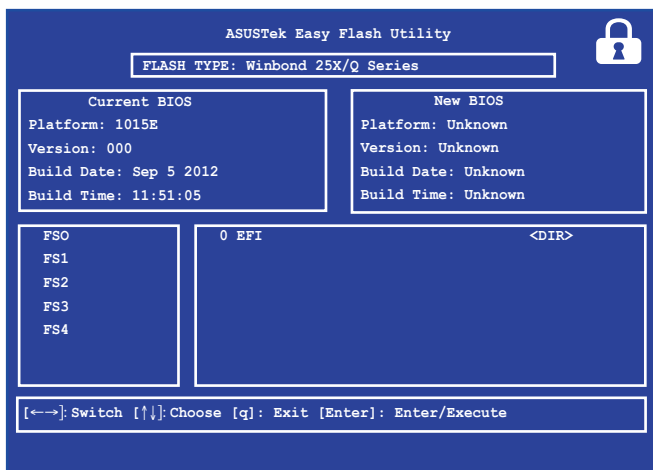 ASUSTek Easy Flash Utility
FLASH TYPE: Winbond 25X/Q Series
Current BIOS
Platform: 1015E
Version: 000
Build Date: Sep 5 2012
Build Time: 11:51:05
New BIOS
Platform: Unknown
Version: Unknown
Build Date: Unknown
Build Time: Unknown
FSO
FS1
FS2
FS3
FS4
0 EFI <DIR>
[←→]: Switch [↑↓]: Choose [q]: Exit [Enter]: Enter/Execute